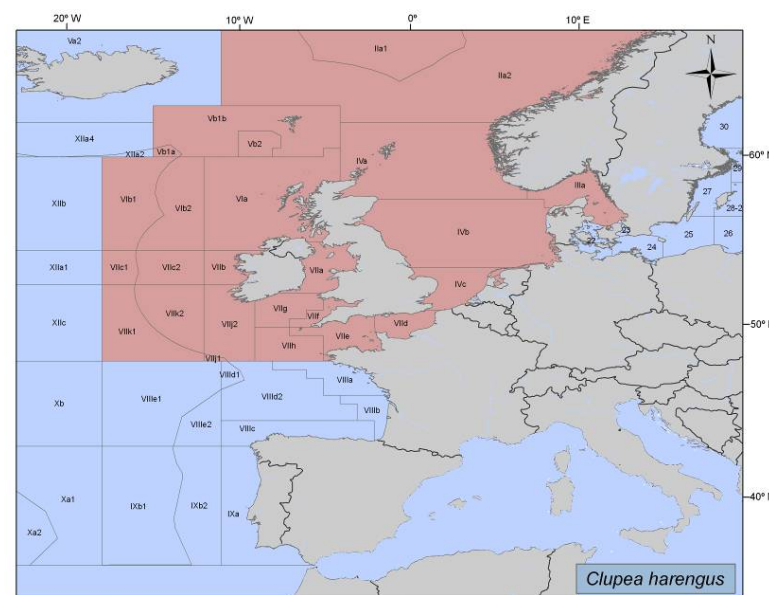 20° W 10° W 0° 10° E
Va2 IIa1
IIa2
N
Vb1b
30
XIIa4 Vb2
XIIa2 Vb1a IVa
60° N
29
IIIa
27
XIIb VIb1 VIb2 VIa
28-2
IVb 23 25 26
22 24
XIIa1 VIIc1 VIIc2 VIIb VIIa
IVc
VIIg
XIIc VIIk1 VIIk2 VIIj2 VIIf
VIIe VIId
50° N
VIIh
VIIj1
VIIId1 VIIIa
Xb VIIIe1 VIIId2
VIIIb
VIIIe2 VIIIc
40° N
Xa1 IXb1 IXb2 IXa
Xa2
Clupea harengus